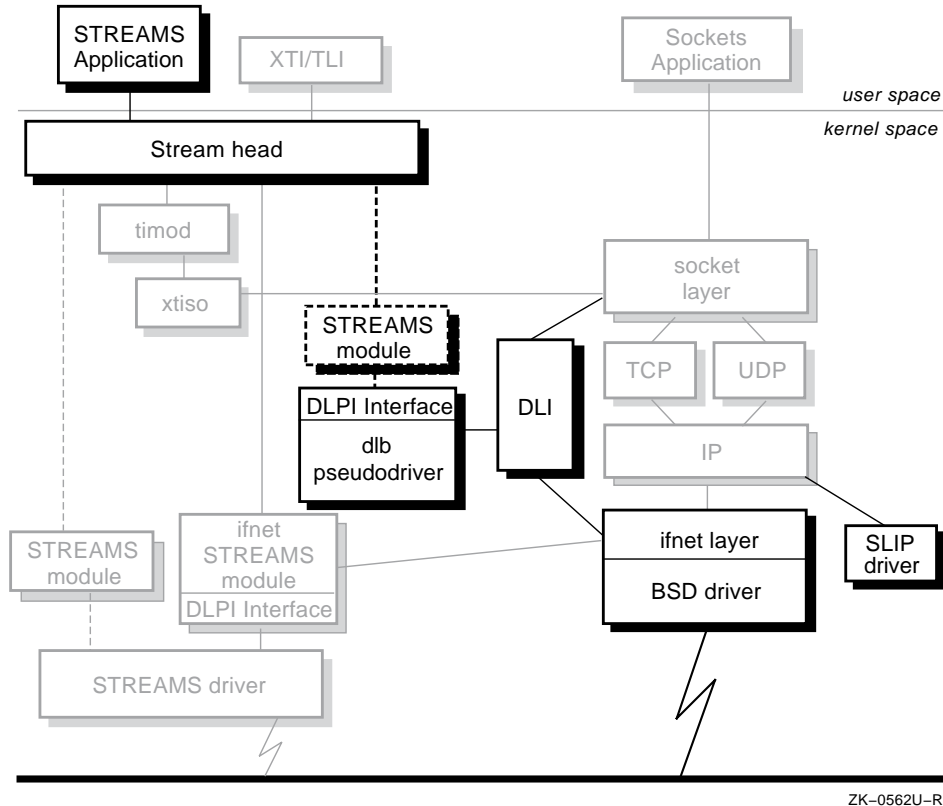 STREAMS
Application
XTI/TLI
Sockets
Application
user space
kernel space
Stream head
timod
xtiso
socket
layer
STREAMS
module
TCP
UDP
DLPI Interface
dlb
pseudodriver
DLI
IP
ifnet
STREAMS
module
DLPI Interface
STREAMS
module
ifnet layer
BSD driver
SLIP
driver
STREAMS driver
ZK–0562U–R